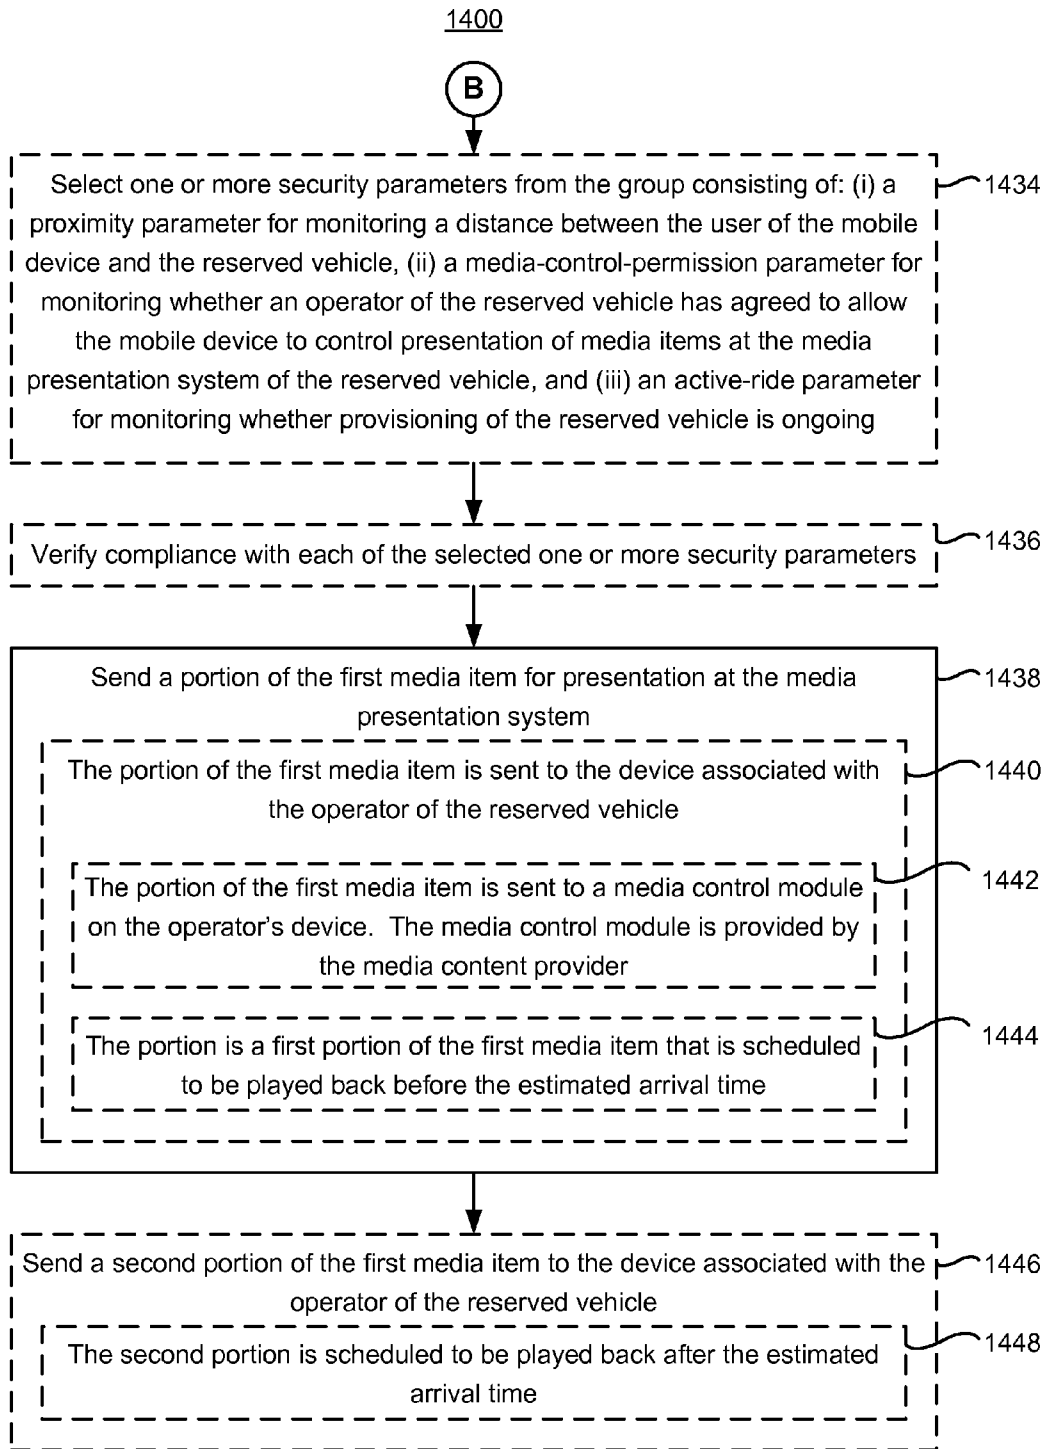 1400
B
Select one or more security parameters from the group consisting of: (i) a
proximity parameter for monitoring a distance between the user of the mobile
device and the reserved vehicle, (ii) a media-control-permission parameter for
monitoring whether an operator of the reserved vehicle has agreed to allow
the mobile device to control presentation of media items at the media
presentation system of the reserved vehicle, and (iii) an active-ride parameter
for monitoring whether provisioning of the reserved vehicle is ongoing
1434
Verify compliance with each of the selected one or more security parameters
1436
Send a portion of the first media item for presentation at the media
presentation system
1438
The portion of the first media item is sent to the device associated with
the operator of the reserved vehicle
1440
The portion of the first media item is sent to a media control module
on the operator's device.  The media control module is provided by
the media content provider
1442
The portion is a first portion of the first media item that is scheduled
to be played back before the estimated arrival time
1444
Send a second portion of the first media item to the device associated with the
operator of the reserved vehicle
1446
The second portion is scheduled to be played back after the estimated
arrival time
1448